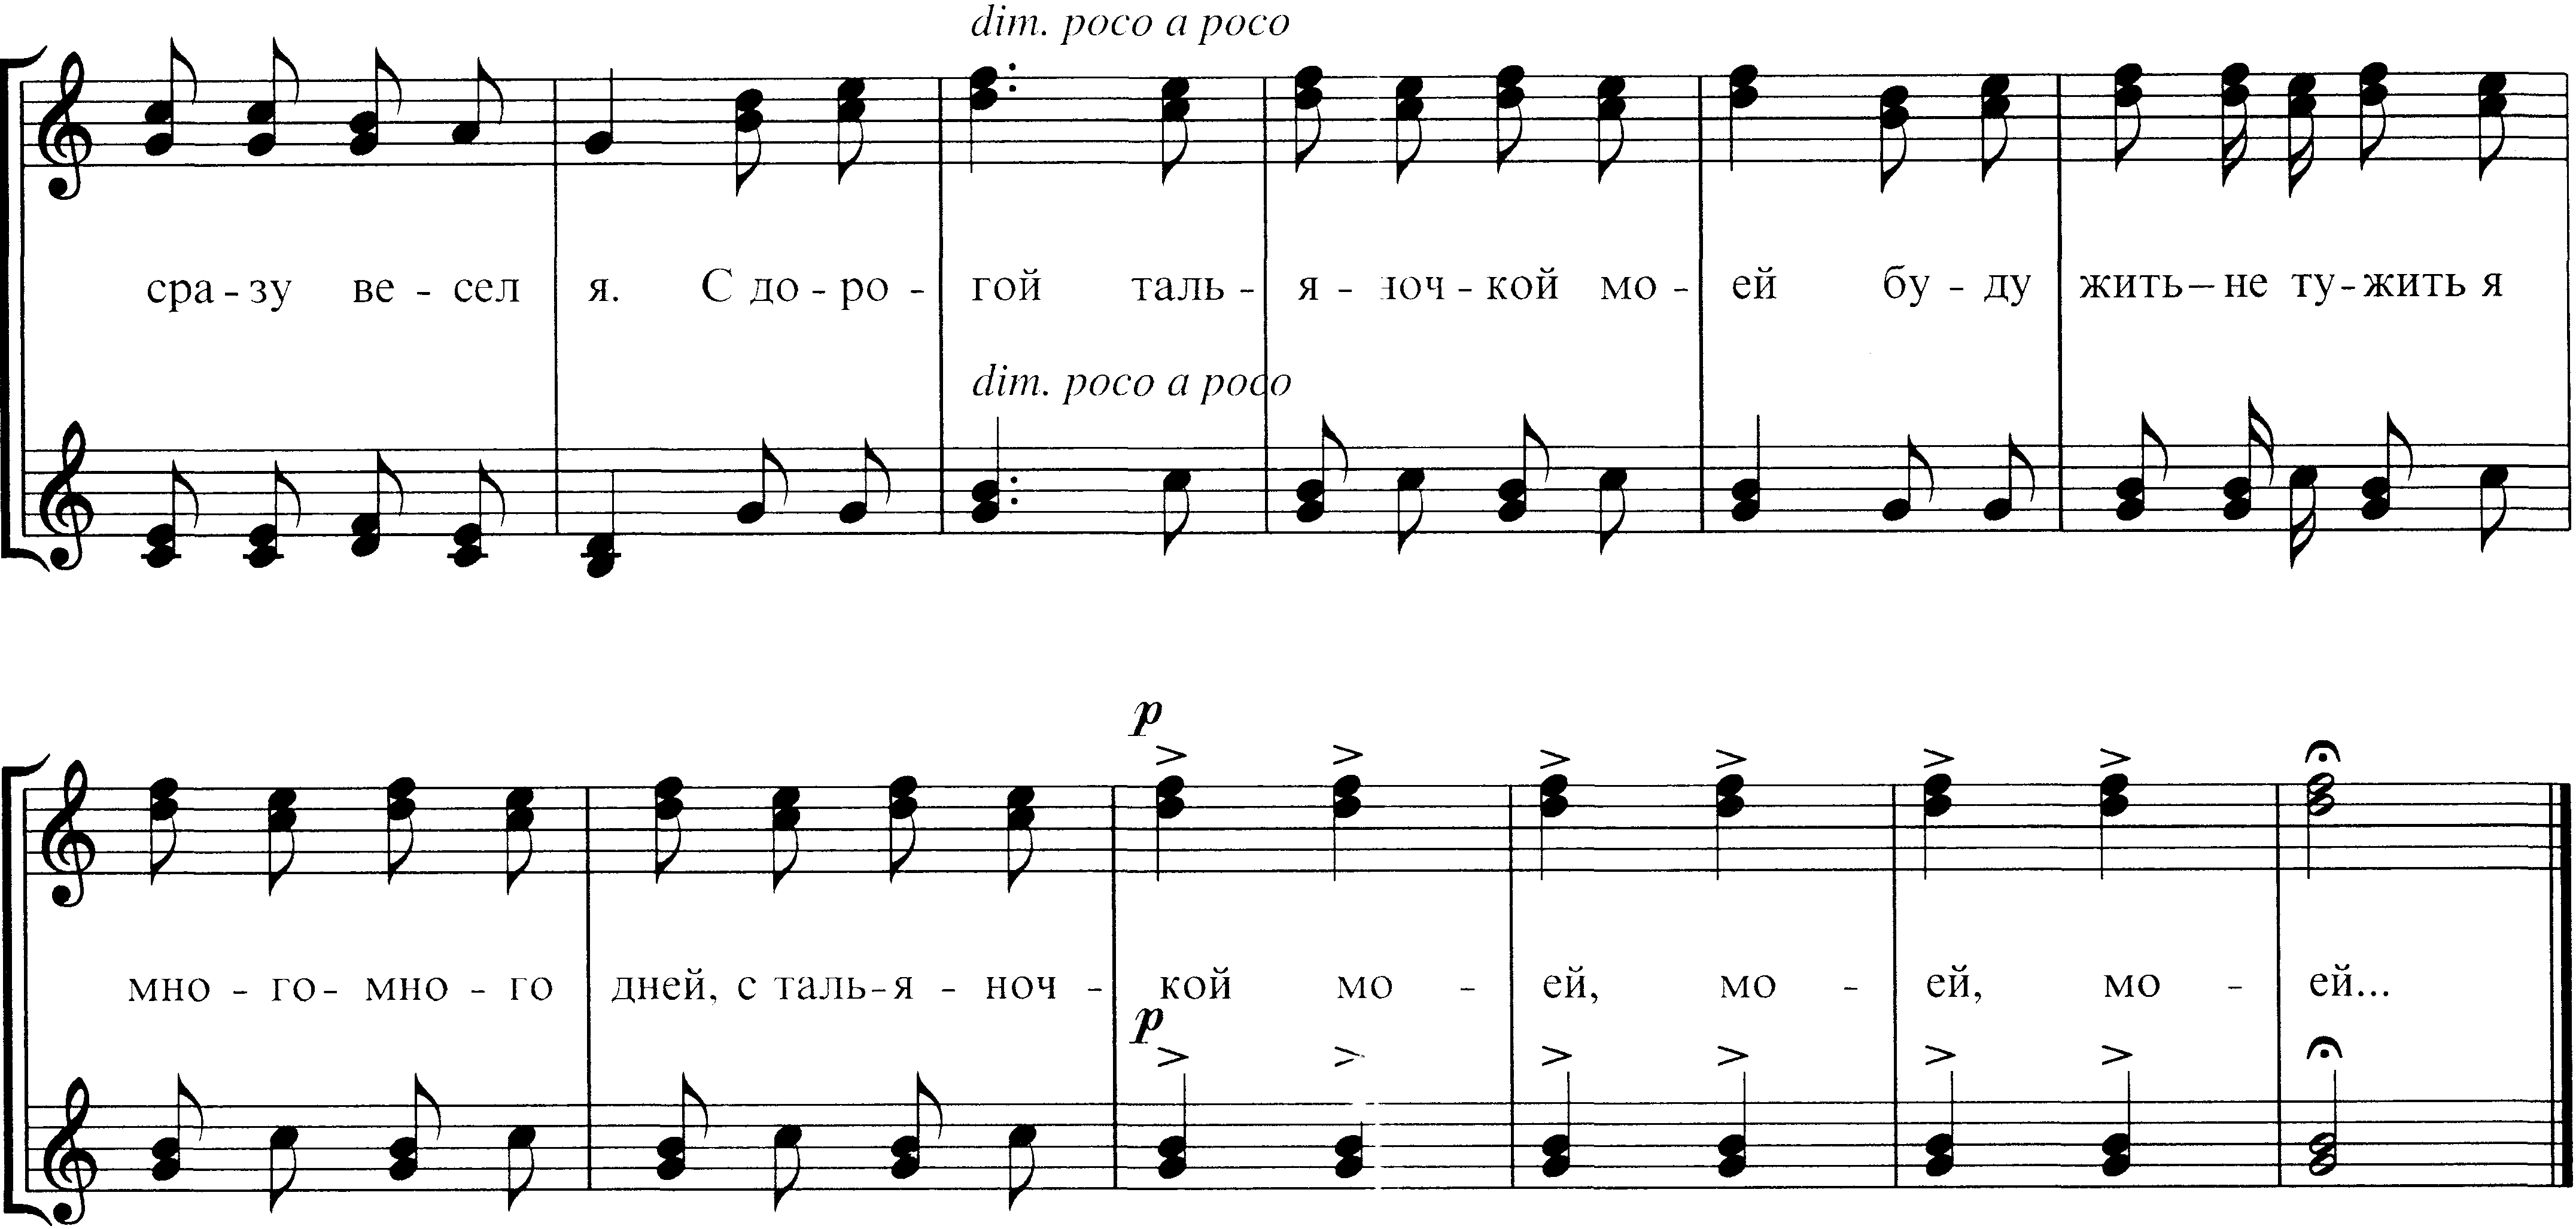 dim. poco a poco
сра-зу ве-сел я. С до-ро-гой таль-я-ноч-кой мо-ей бу-ду жить–не ту-жить я
dim. poco a poco
p
мно-го-мно-го дней, с таль-я-ноч-кой мо-ей, мо-ей, мо-ей...
p